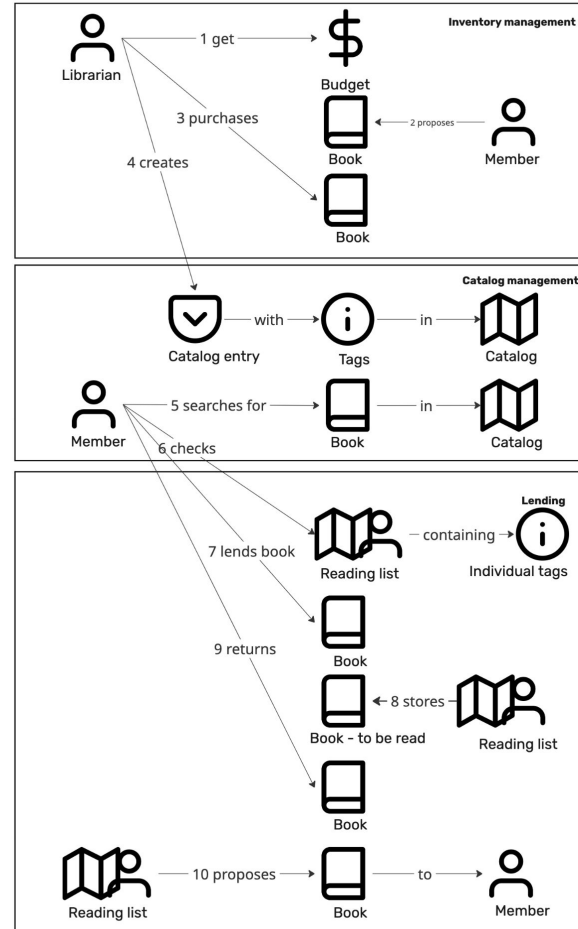 Inventory management
1 get
Librarian
Budget
3 purchases
2 proposes
Book
Member
4 creates
Book
Catalog management
with
in
Catalog entry
Tags
Catalog
5 searches for
in
Member
Book
Catalog
6 checks
Lending
containing
7 lends book
Reading list
Individual tags
9 returns
Book
8 stores
Book - to be read
Reading list
Book
10 proposes
to
Reading list
Book
Member